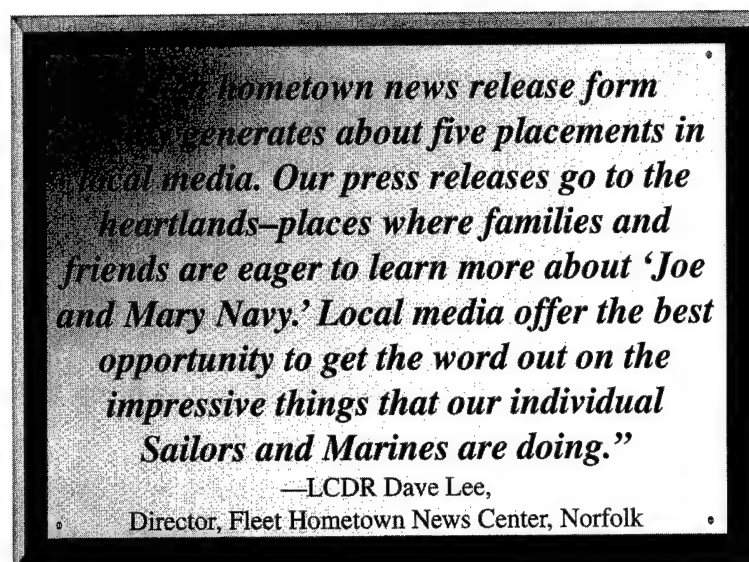 hometown news release form
generates about five placements in
local media. Our press releases go to the
heartlands–places where families and
friends are eager to learn more about ‘Joe
and Mary Navy.’ Local media offer the best
opportunity to get the word out on the
impressive things that our individual
Sailors and Marines are doing.”
—LCDR Dave Lee,
Director, Fleet Hometown News Center, Norfolk